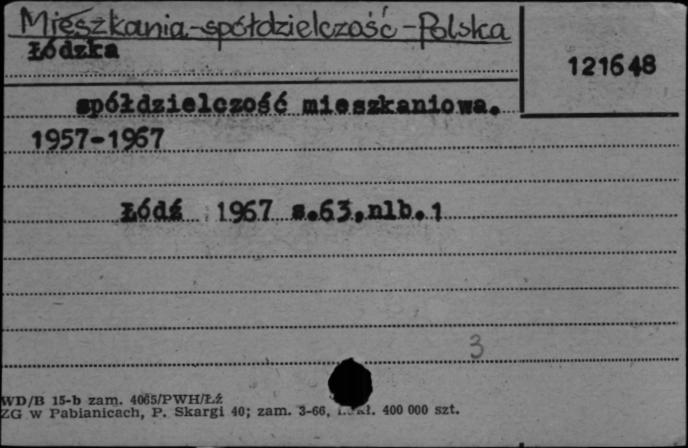 Mieszkania-spółdzielczość-Polska
Łódzka
121648
spółdzielczość mieszkaniowa.
1957-1967
Łódź 1967 s.63,nlb.1
3
WD/B 15-b zam. 4065/PWH/Łź
ZG w Pabianicach, P. Skargi 40; zam. 3-66, 400 000 szt.